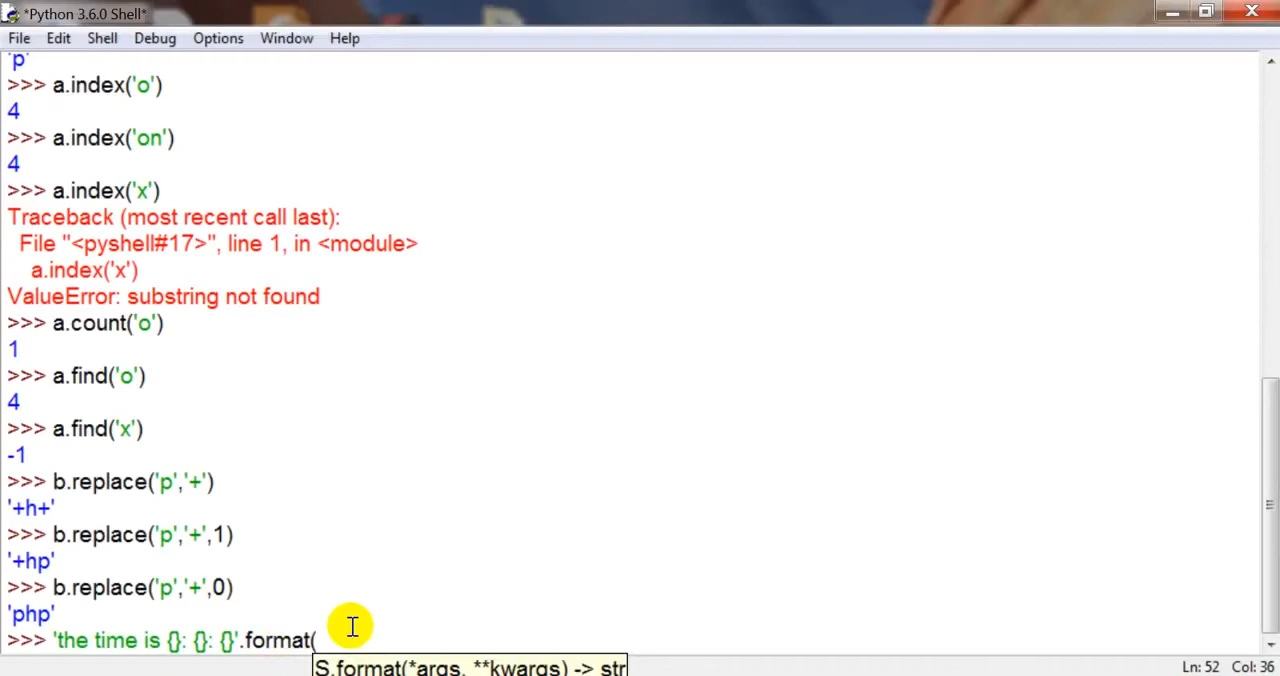 *Python 3.6.0 Shell*
File Edit Shell Debug Options Window Help
'p'
>>> a.index('o')
4
>>> a.index('on')
4
>>> a.index('x')
Traceback (most recent call last):
  File "<pyshell#17>", line 1, in <module>
    a.index('x')
ValueError: substring not found
>>> a.count('o')
1
>>> a.find('o')
4
>>> a.find('x')
-1
>>> b.replace('p','+')
'+h+'
>>> b.replace('p','+',1)
'+hp'
>>> b.replace('p','+',0)
'php'
>>> 'the time is {}: {}: {}'.format(
S.format(*args, **kwargs) -> str
Ln: 52 Col: 36